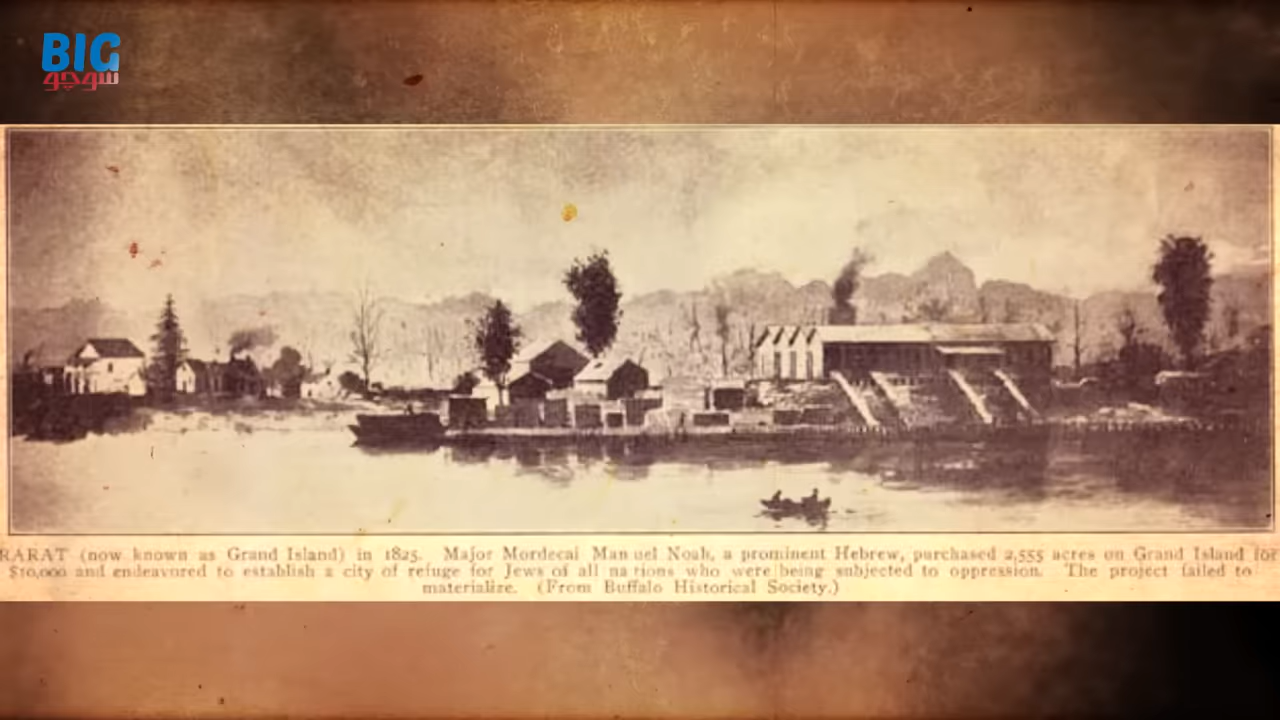 BIG
سوچو
RARAT (now known as Grand Island) in 1825. Major Mordecai Manuel Noah, a prominent Hebrew, purchased 2,555 acres on Grand Island for
$10,000 and endeavored to establish a city of refuge for Jews of all nations who were being subjected to oppression. The project failed to
materialize. (From Buffalo Historical Society.)